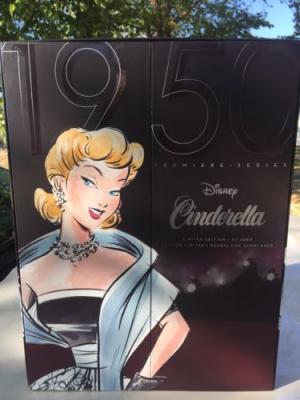 1950
PREMIERE • SERIES
Disney
Cinderella
LIMITED EDITION